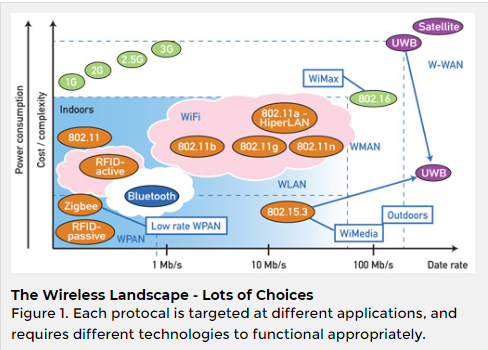 Satellite
UWB
W-WAN
3G
2.5G
2G
1G
WiMax
802.16
Power consumption
Cost / complexity
Indoors
WiFi
802.11a -
HiperLAN
802.11
802.11b
802.11g
802.11n
WMAN
RFID-
active
WLAN
UWB
Bluetooth
Zigbee
802.15.3
Outdoors
Low rate WPAN
RFID-
passive
WPAN
WiMedia
1 Mb/s
10 Mb/s
100 Mb/s
Date rate
The Wireless Landscape - Lots of Choices
Figure 1. Each protocal is targeted at different applications, and
requires different technologies to functional appropriately.